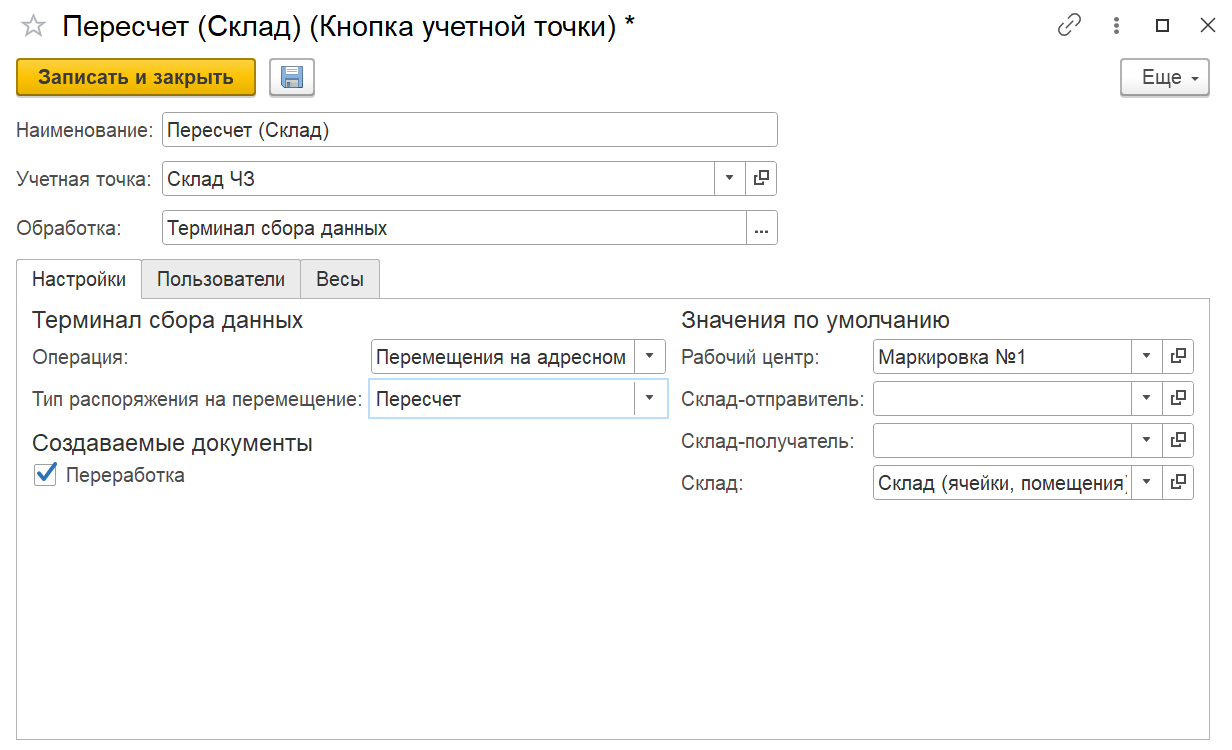 Пересчет (Склад) (Кнопка учетной точки) *
Записать и закрыть
Еще
Наименование: Пересчет (Склад)
Учетная точка: Склад ЧЗ
Обработка: Терминал сбора данных ...
Настройки Пользователи Весы
Терминал сбора данных
Операция: Перемещения на адресном
Тип распоряжения на перемещение: Пересчет
Создаваемые документы
Переработка
Значения по умолчанию
Рабочий центр: Маркировка №1
Склад-отправитель:
Склад-получатель:
Склад: Склад (ячейки, помещения)